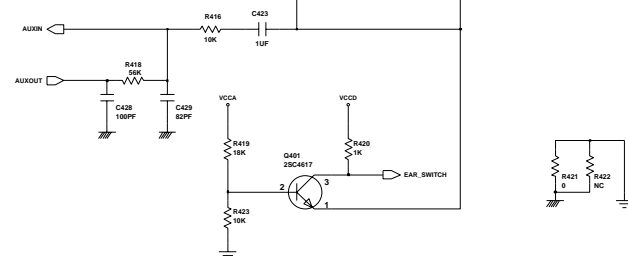 R416
C423
AUXIN
10K
1UF
R418
56K
AUXOUT
C428
100PF
C429
82PF
VCCA
VCCD
R419
18K
R420
1K
Q401
2SC4617
3
EAR_SWITCH
2
1
R423
10K
R421
0
R422
NC